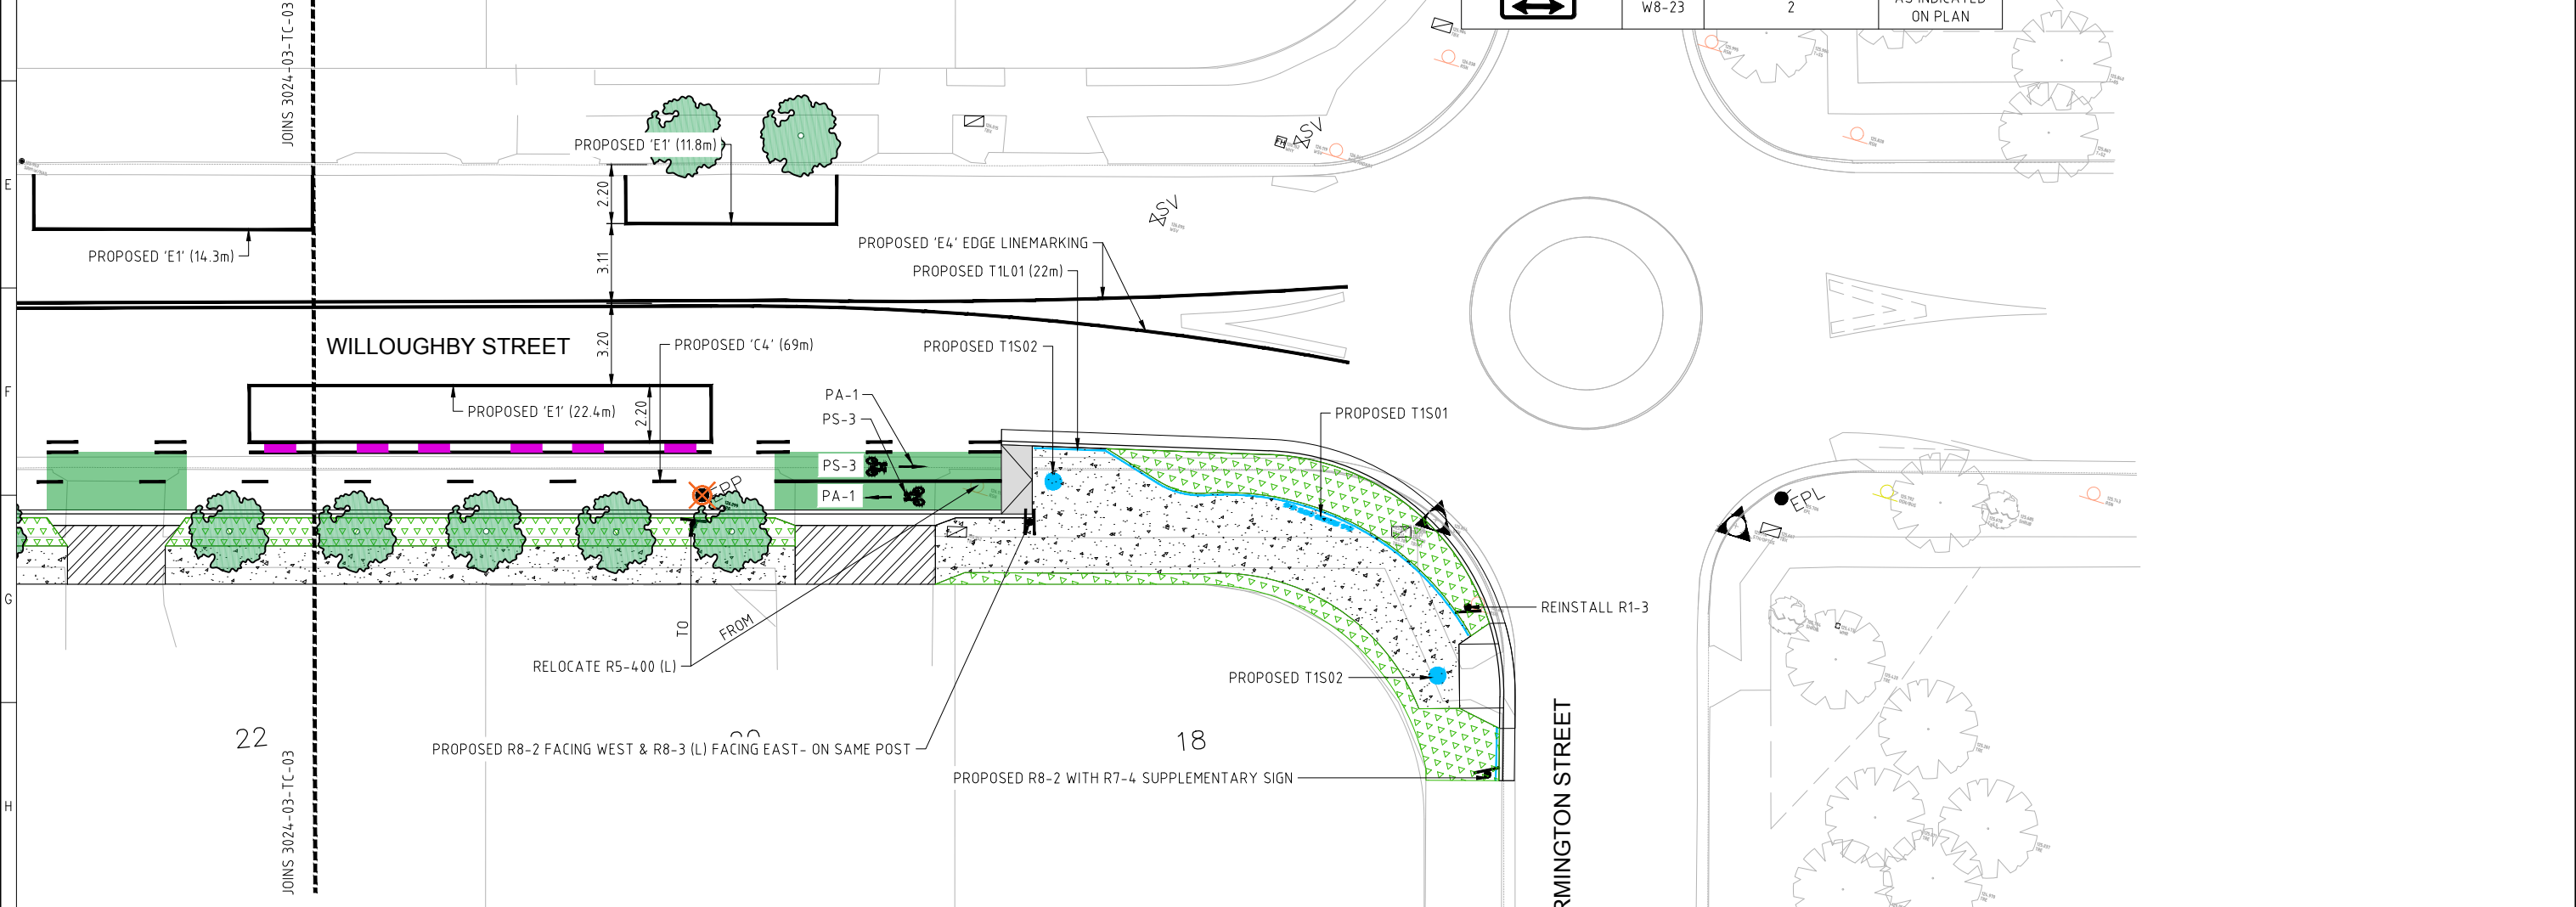 W8-23
2
AS INDICATED
ON PLAN
JOINS 3024-03-TC-03
E
PROPOSED 'E1' (11.8m)
SV
SV
FH
2.20
PROPOSED 'E1' (14.3m)
PROPOSED 'E4' EDGE LINEMARKING
3.11
PROPOSED T1L01 (22m)
WILLOUGHBY STREET
3.20
PROPOSED 'C4' (69m)
PROPOSED T1S02
F
PA-1
PROPOSED 'E1' (22.4m)
2.20
PROPOSED T1S01
PS-3
PS-3
EPP
PA-1
EPL
G
REINSTALL R1-3
TO
FROM
RELOCATE R5-400 (L)
PROPOSED T1S02
22
18
PROPOSED R8-2 FACING WEST & R8-3 (L) FACING EAST- ON SAME POST
PROPOSED R8-2 WITH R7-4 SUPPLEMENTARY SIGN
H
JOINS 3024-03-TC-03
RMINGTON STREET